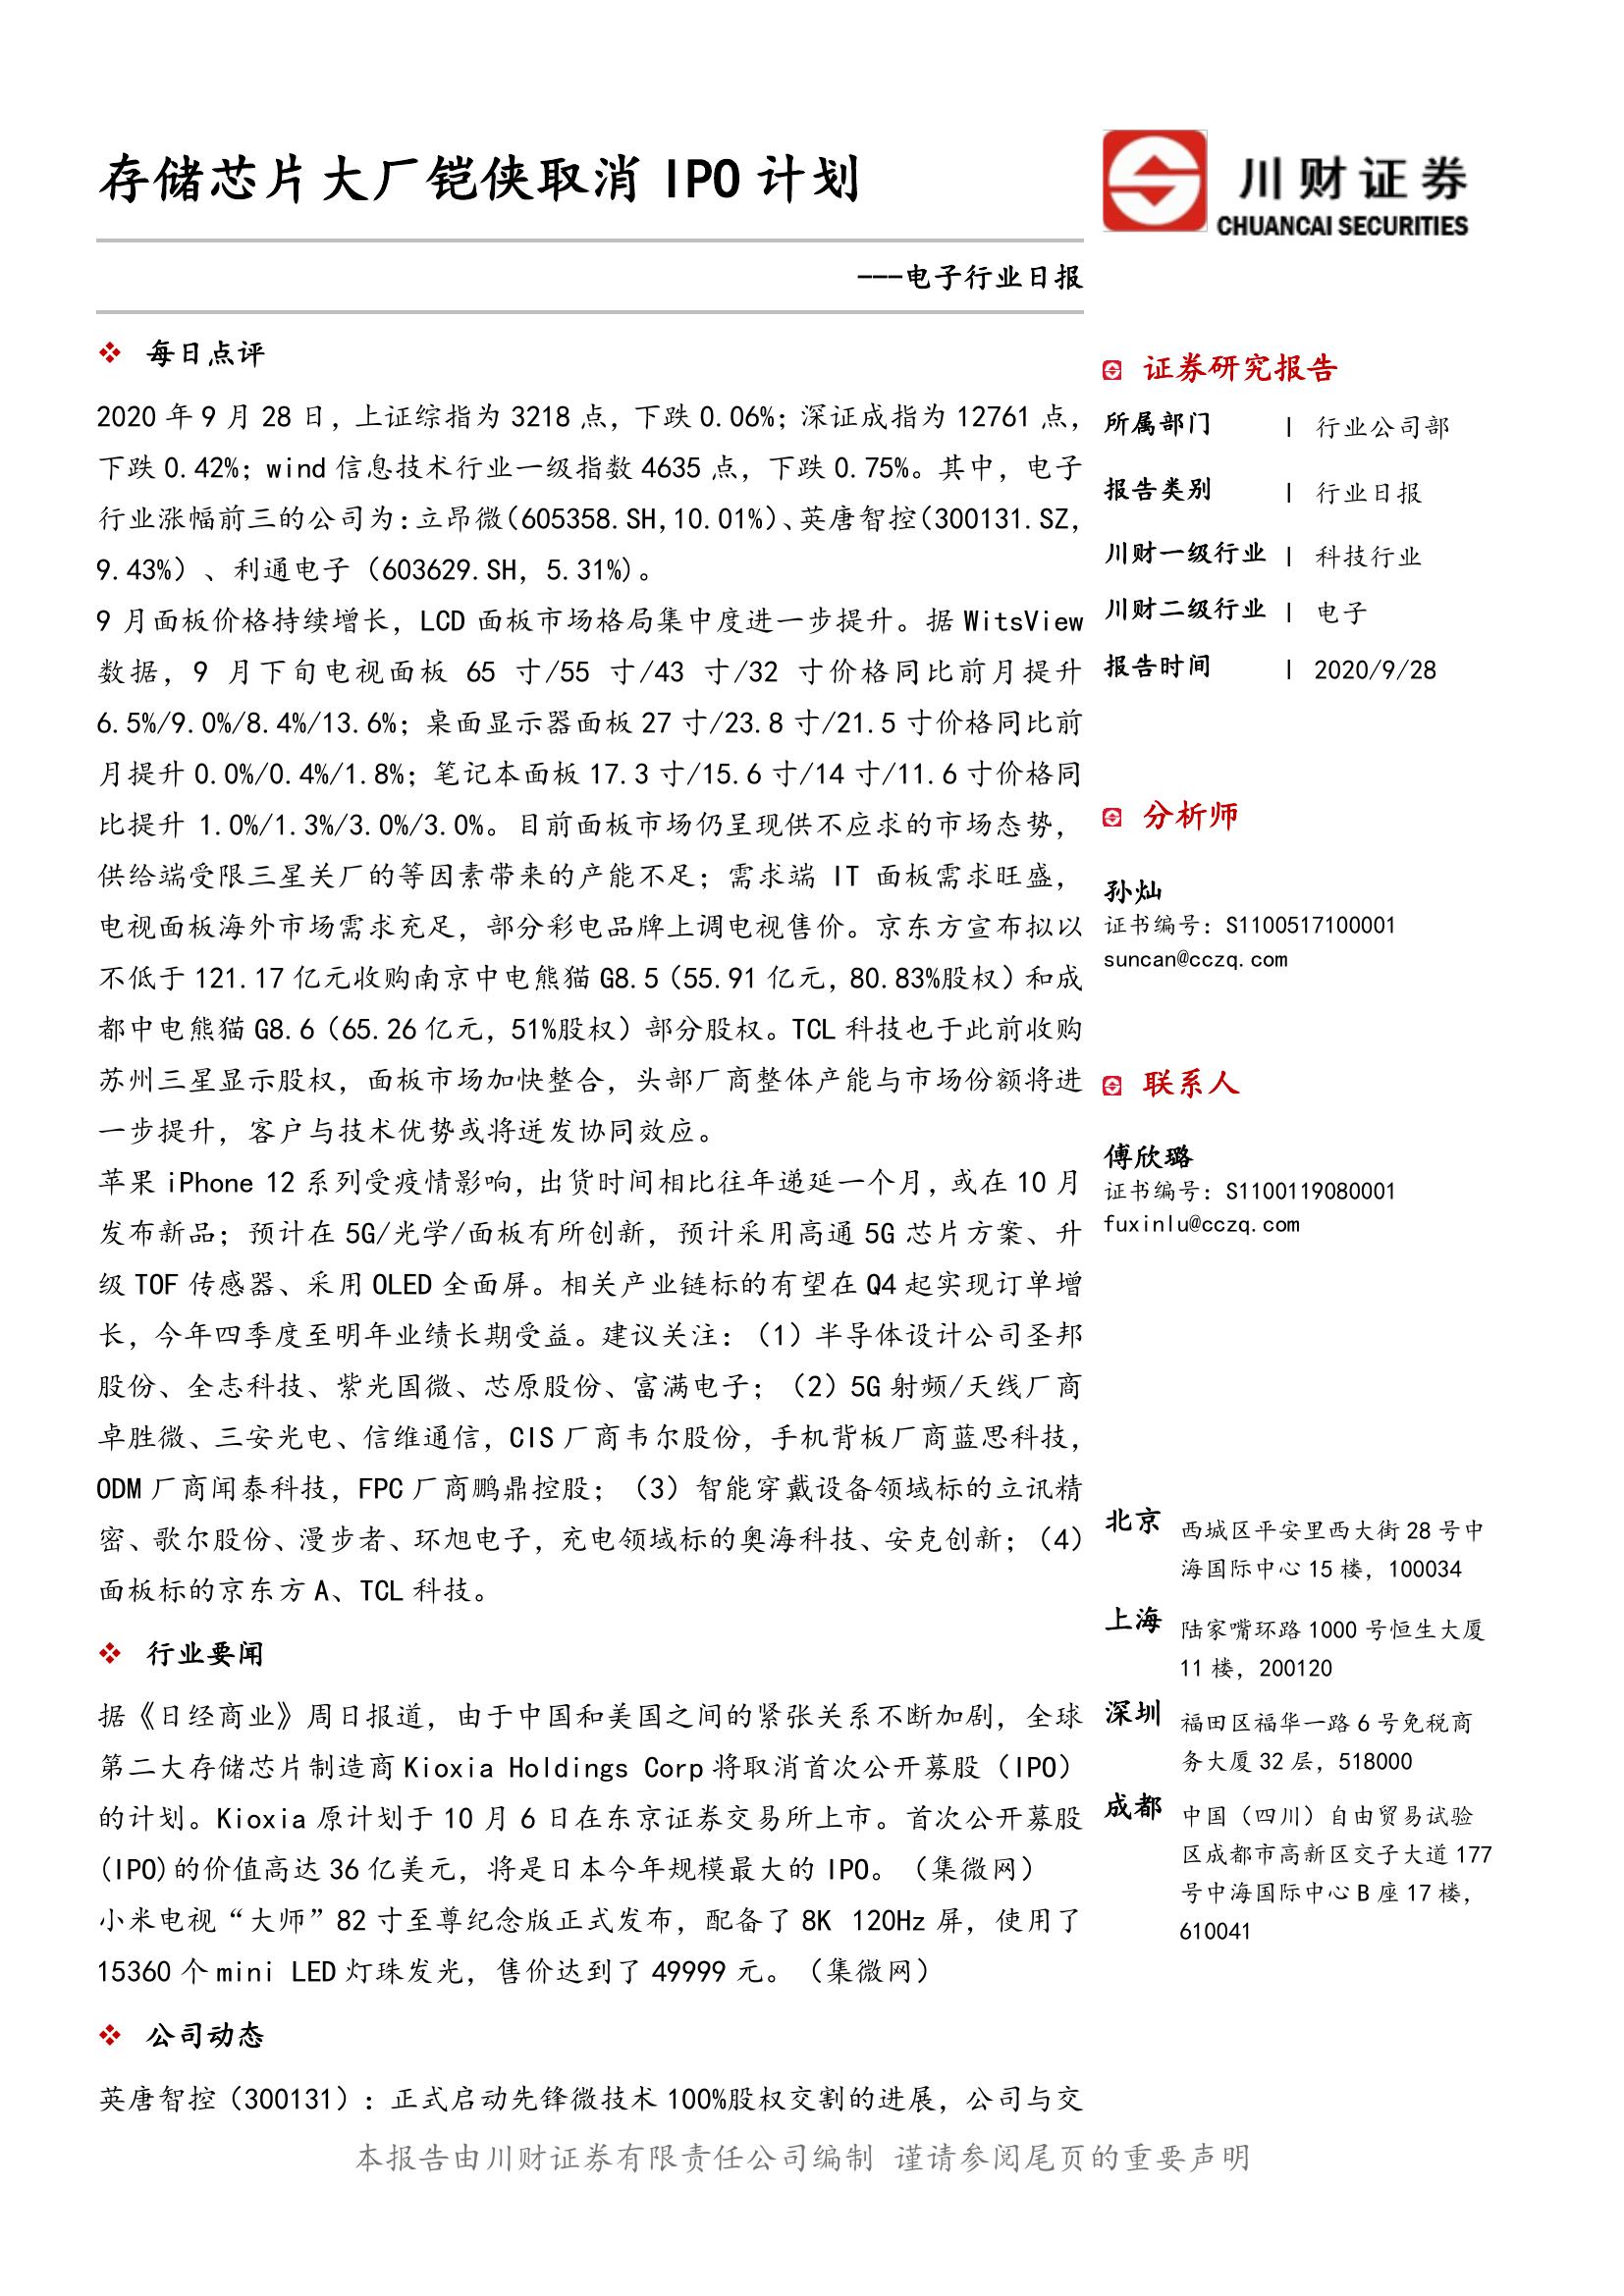 存储芯片大厂铠侠取消 IPO 计划
川财证券
CHUANCAI SECURITIES
---电子行业日报
❖ 每日点评
2020 年 9 月 28 日，上证综指为 3218 点，下跌 0.06%；深证成指为 12761 点，
下跌 0.42%；wind 信息技术行业一级指数 4635 点，下跌 0.75%。其中，电子
行业涨幅前三的公司为：立昂微（605358.SH,10.01%）、英唐智控（300131.SZ,
9.43%）、利通电子（603629.SH, 5.31%)。
9 月面板价格持续增长，LCD 面板市场格局集中度进一步提升。据 WitsView
数据，9 月下旬电视面板 65 寸/55 寸/43 寸/32 寸价格同比前月提升
6.5%/9.0%/8.4%/13.6%；桌面显示器面板 27 寸/23.8 寸/21.5 寸价格同比前
月提升 0.0%/0.4%/1.8%；笔记本面板 17.3 寸/15.6 寸/14 寸/11.6 寸价格同
比提升 1.0%/1.3%/3.0%/3.0%。目前面板市场仍呈现供不应求的市场态势，
供给端受限三星关厂的等因素带来的产能不足；需求端 IT 面板需求旺盛，
电视面板海外市场需求充足，部分彩电品牌上调电视售价。京东方宣布拟以
不低于 121.17 亿元收购南京中电熊猫 G8.5（55.91 亿元，80.83%股权）和成
都中电熊猫 G8.6（65.26 亿元，51%股权）部分股权。TCL 科技也于此前收购
苏州三星显示股权，面板市场加快整合，头部厂商整体产能与市场份额将进
一步提升，客户与技术优势或将迸发协同效应。
苹果 iPhone 12 系列受疫情影响，出货时间相比往年递延一个月，或在 10 月
发布新品；预计在 5G/光学/面板有所创新，预计采用高通 5G 芯片方案、升
级 TOF 传感器、采用 OLED 全面屏。相关产业链标的有望在 Q4 起实现订单增
长，今年四季度至明年业绩长期受益。建议关注：（1）半导体设计公司圣邦
股份、全志科技、紫光国微、芯原股份、富满电子；（2）5G 射频/天线厂商
卓胜微、三安光电、信维通信，CIS 厂商韦尔股份，手机背板厂商蓝思科技，
ODM 厂商闻泰科技，FPC 厂商鹏鼎控股；（3）智能穿戴设备领域标的立讯精
密、歌尔股份、漫步者、环旭电子，充电领域标的奥海科技、安克创新；（4）
面板标的京东方 A、TCL 科技。
❖ 行业要闻
据《日经商业》周日报道，由于中国和美国之间的紧张关系不断加剧，全球
第二大存储芯片制造商 Kioxia Holdings Corp 将取消首次公开募股（IPO）
的计划。Kioxia 原计划于 10 月 6 日在东京证券交易所上市。首次公开募股
(IPO)的价值高达 36 亿美元，将是日本今年规模最大的 IPO。（集微网）
小米电视“大师”82 寸至尊纪念版正式发布，配备了 8K 120Hz 屏，使用了
15360 个 mini LED 灯珠发光，售价达到了 49999 元。（集微网）
❖ 公司动态
英唐智控（300131）：正式启动先锋微技术 100%股权交割的进展，公司与交
证券研究报告
所属部门 | 行业公司部
报告类别 | 行业日报
川财一级行业 | 科技行业
川财二级行业 | 电子
报告时间 | 2020/9/28
分析师
孙灿
证书编号：S1100517100001
suncan@cczq.com
联系人
傅欣璐
证书编号：S1100119080001
fuxinlu@cczq.com
北京 西城区平安里西大街 28 号中
海国际中心 15 楼，100034
上海 陆家嘴环路 1000 号恒生大厦
11 楼，200120
深圳 福田区福华一路 6 号免税商
务大厦 32 层，518000
成都 中国（四川）自由贸易试验
区成都市高新区交子大道 177
号中海国际中心 B 座 17 楼，
610041
本报告由川财证券有限责任公司编制 谨请参阅尾页的重要声明